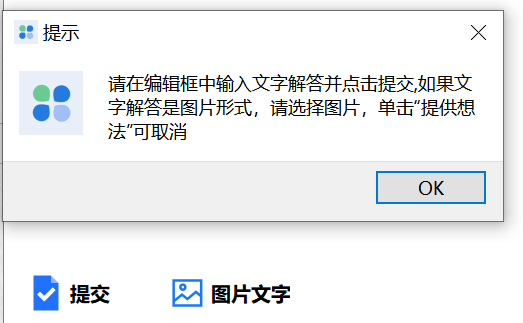 提示
请在编辑框中输入文字解答并点击提交,如果文
字解答是图片形式，请选择图片，单击“提供想
法”可取消
OK
提交
图片文字